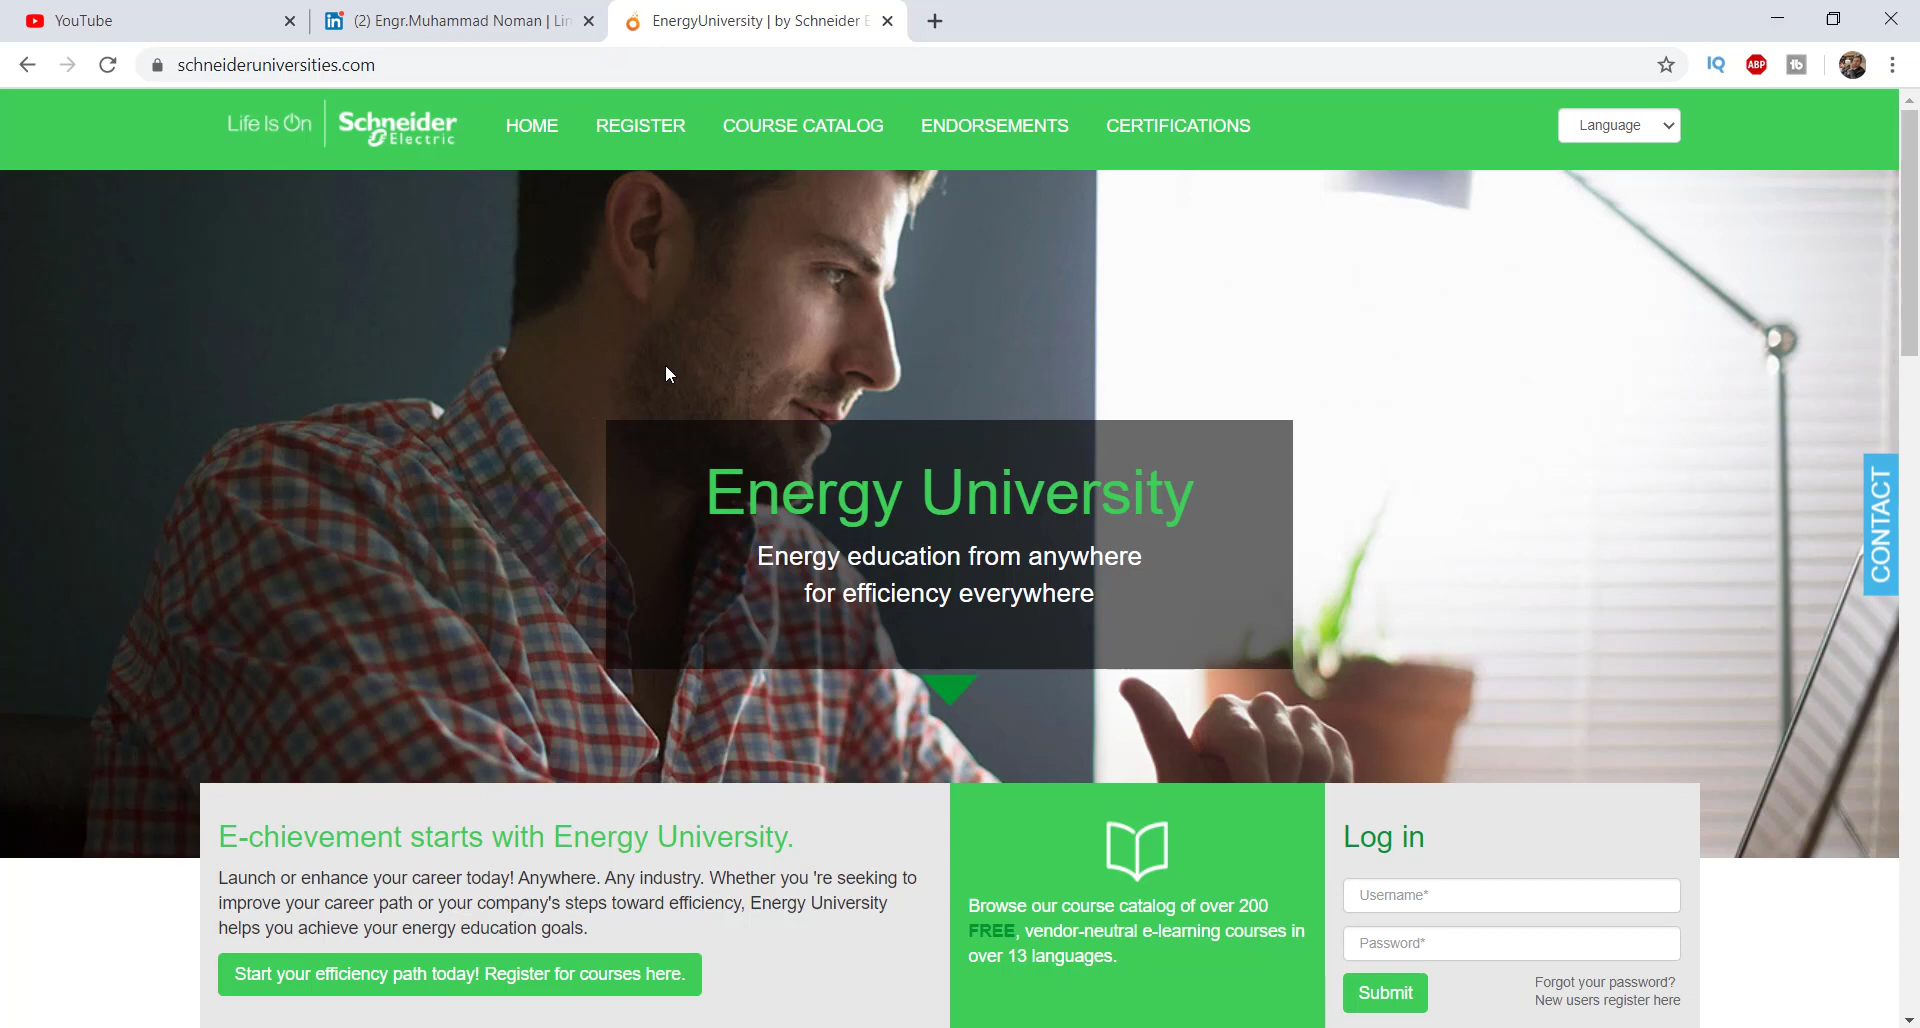 YouTube
(2) Engr.Muhammad Noman | Lin
EnergyUniversity | by Schneider E
schneideruniversities.com
IQ
ABP
tb
Life Is On
Schneider
Electric
HOME
REGISTER
COURSE CATALOG
ENDORSEMENTS
CERTIFICATIONS
Language
Energy University
Energy education from anywhere
for efficiency everywhere
CONTACT
E-chievement starts with Energy University.
Launch or enhance your career today! Anywhere. Any industry. Whether you 're seeking to
improve your career path or your company's steps toward efficiency, Energy University
helps you achieve your energy education goals.
Start your efficiency path today! Register for courses here.
Browse our course catalog of over 200
FREE, vendor-neutral e-learning courses in
over 13 languages.
Log in
Username*
Password*
Submit
Forgot your password?
New users register here